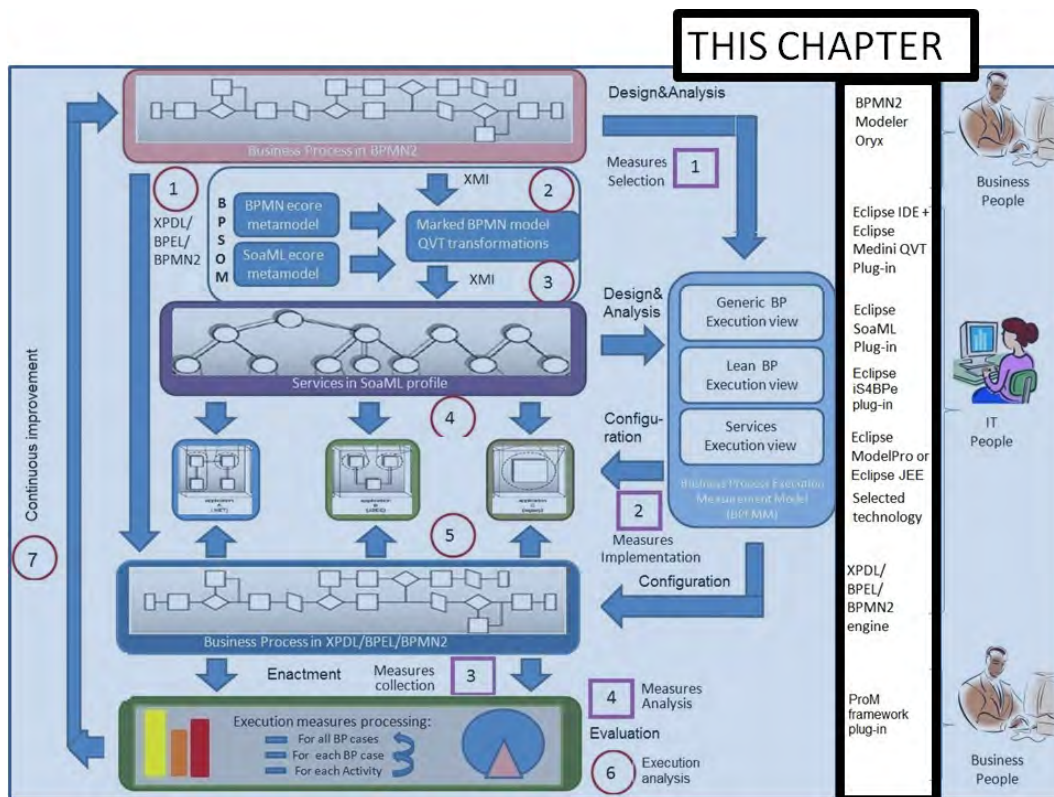 THIS CHAPTER
Business Process in BPMN2
Design&Analysis
Measures
Selection
1
1
XPDL/
BPEL/
BPMN2
B
P
S
O
M
BPMN ecore
metamodel
SoaML ecore
metamodel
XMI
2
Marked BPMN model
QVT transformations
XMI
3
Services in SoaML profile
Design&
Analysis
Generic BP
Execution view
Lean BP
Execution view
Services
Execution view
Business Process Execution
Measurement Model
(BPEMM)
4
Configu-
ration
2
Measures
Implementation
5
Configuration
Business Process in XPDL/BPEL/BPMN2
Continuous improvement
7
Enactment
Measures
collection
3
4
Measures
Analysis
Evaluation
6
Execution
analysis
Execution measures processing:
For all BP cases
For each BP case
For each Activity
BPMN2
Modeler
Oryx
Eclipse IDE +
Eclipse
Medini QVT
Plug-in
Eclipse
SoaML
Plug-in
Eclipse
iS4BPe
plug-in
Eclipse
ModelPro or
Eclipse JEE
Selected
technology
XPDL/
BPEL/
BPMN2
engine
ProM
framework
plug-in
Business
People
IT
People
Business
People